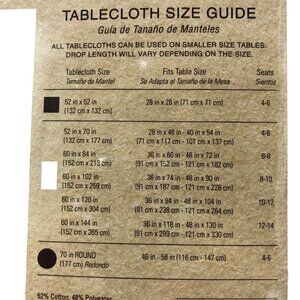 TABLECLOTH SIZE GUIDE
Guía de Tanaño de Manteles
ALL TABLECLOTHS CAN BE USED ON SMALLER SIZE TABLES.
DROP LENGTH WILL VARY DEPENDING ON THE SIZE.
Tablecloth Size Fits Table Size Seats
Tamaño de Mantel Se Adapta al Tamaño de la Mesa Sientos
52 in x 52 in 28 in x 28 in (71 cm x 71 cm) 4-6
(132 cm x 132 cm)
52 in x 70 in 28 in x 46 in - 40 in x 54 in 4-6
(132 cm x 177 cm) (71 cm x 117 cm - 101 cm x 137 cm)
60 in x 84 in 36 in x 60 in - 48 in x 72 in 6-8
(152 cm x 213 cm) (91 cm x 152 cm - 121 cm x 182 cm)
60 in x 102 in 36 in x 74 in - 48 in x 90 in 8-10
(152 cm x 259 cm) (91 cm x 187 cm - 121 cm x 228 cm)
60 in x 120 in 36 in x 94 in - 48 in x 104 in 10-12
(152 cm x 304 cm) (91 cm x 238 cm - 121 cm x 264 cm)
60 in x 144 in 36 in x 118 in - 48 in x 130 in 12-14
(152 cm x 365 cm) (91 cm x 299 cm - 121 cm x 330 cm)
70 in ROUND 46 in - 58 in (116 cm - 147 cm) 4-6
(177 cm) Redondo
52% Cotton, 48% Polyester